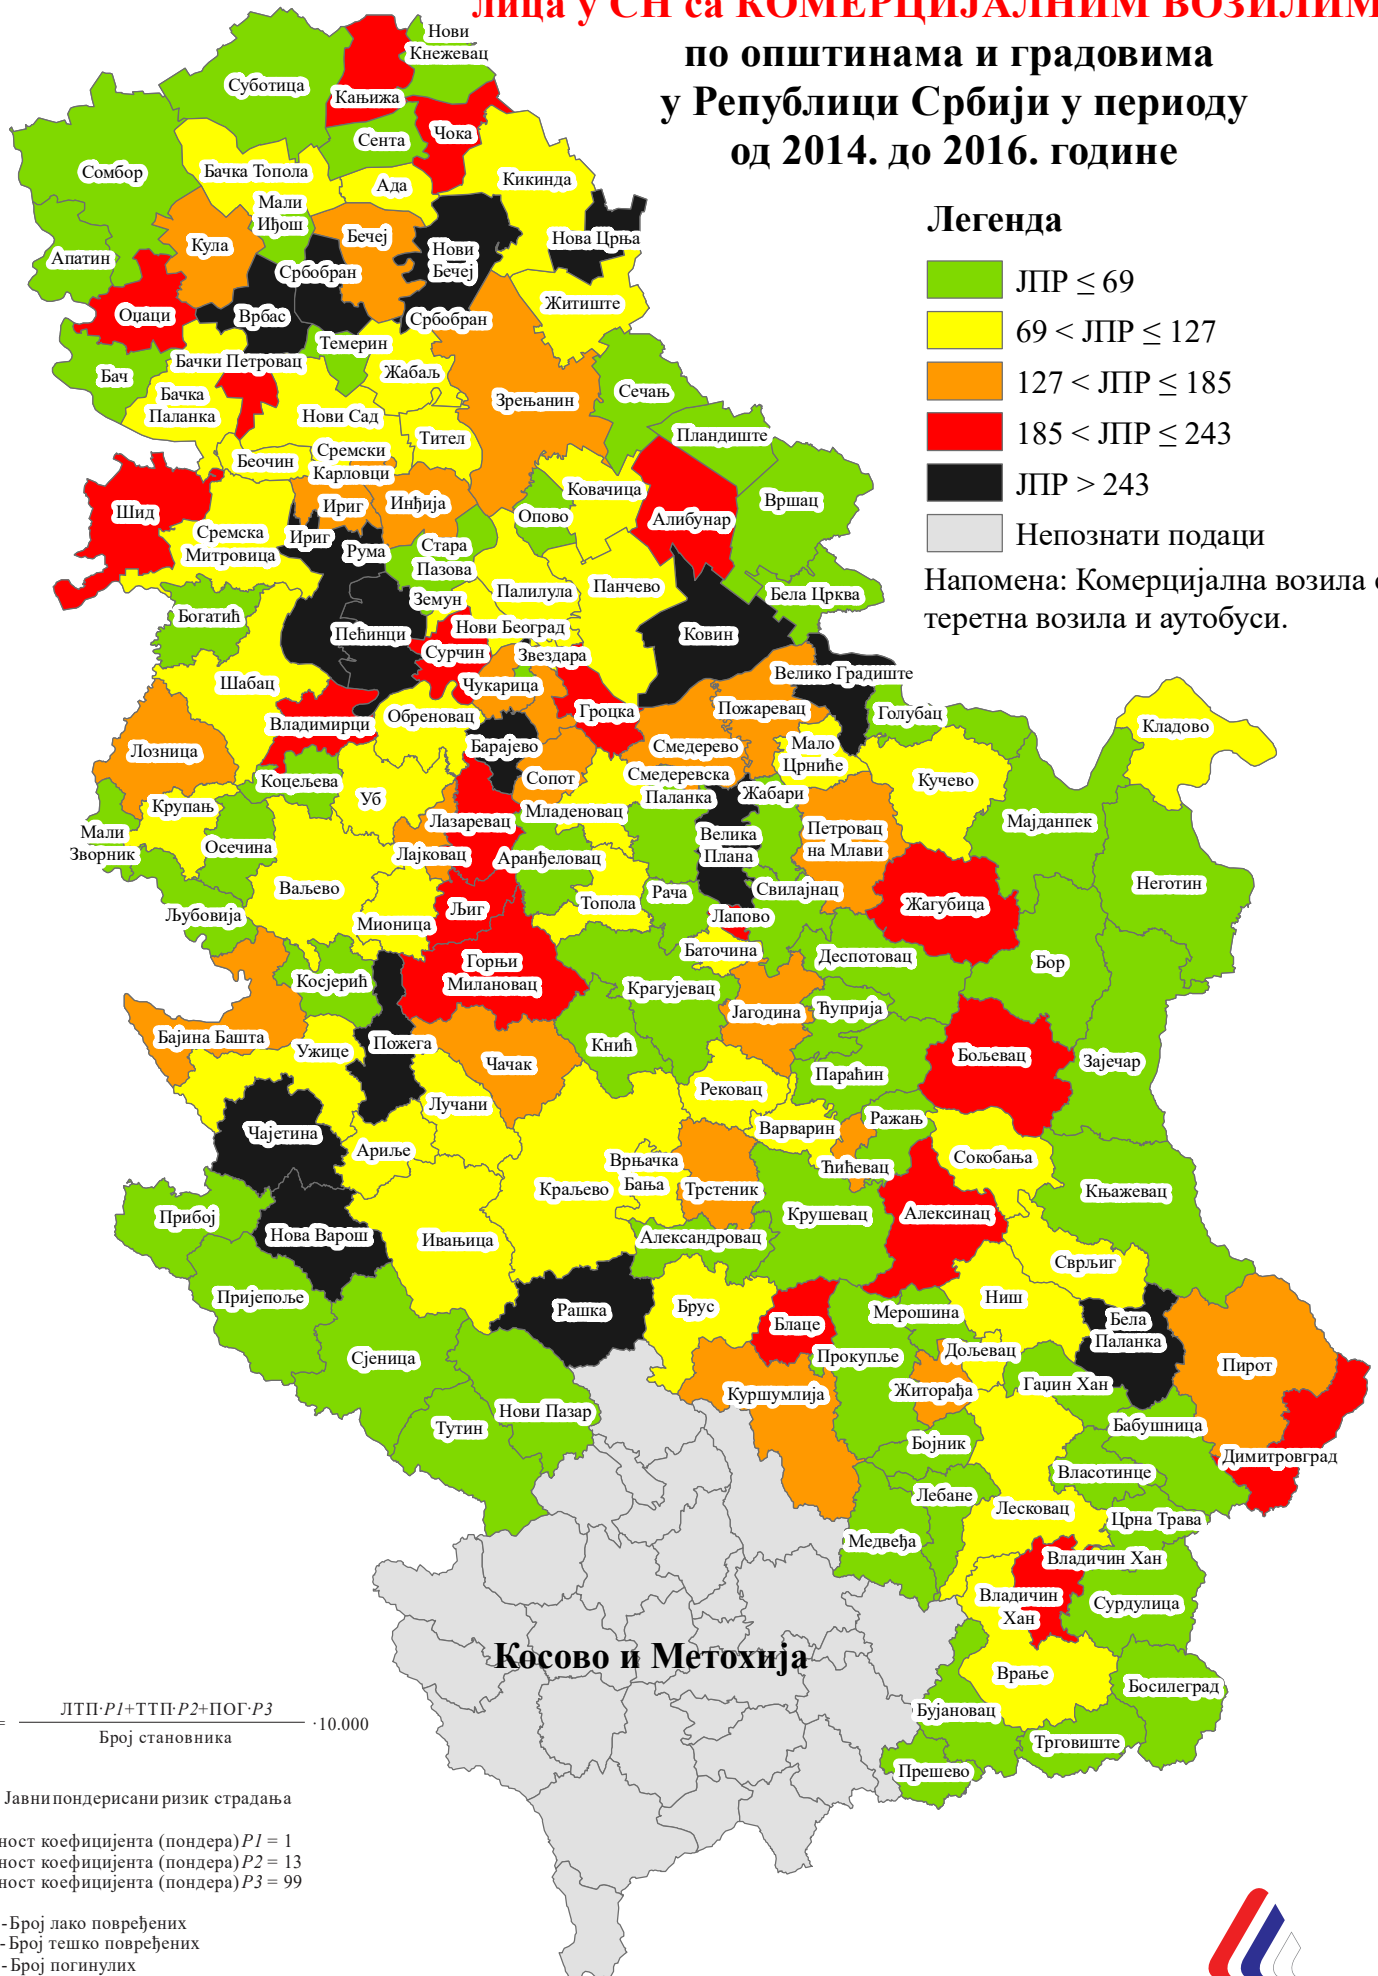 лица у СН са КОМЕРЦИЈАЛНИМ ВОЗИЛИМ
по општинама и градовима
у Републици Србији у периоду
од 2014. до 2016. године
Легенда
ЈПР ≤ 69
69 < ЈПР ≤ 127
127 < ЈПР ≤ 185
185 < ЈПР ≤ 243
ЈПР > 243
Непознати подаци
Напомена: Комерцијална возила
теретна возила и аутобуси.
Нови
Кнежевац
Суботица
Кањижа
Чока
Сента
Сомбор
Бачка Топола
Ада
Кикинда
Мали
Иђош
Апатин
Кула
Бечеј
Нови
Бечеј
Нова Црња
Србобран
Житиште
Оџаци
Врбас
Србобран
Темерин
Бачки Петровац
Бач
Жабаљ
Сечањ
Бачка
Паланка
Зрењанин
Нови Сад
Пландиште
Тител
Сремски
Карловци
Беочин
Ковачица
Вршац
Шид
Ириг
Инђија
Опово
Алибунар
Сремска
Митровица
Ириг
Рума
Стара
Пазова
Палилула
Панчево
Бела Црква
Богатић
Земун
Нови Београд
Пећинци
Ковин
Сурчин
Звездара
Шабац
Чукарица
Велико Градиште
Владимирци
Обреновац
Гроцка
Пожаревац
Голубац
Кладово
Лозница
Барајево
Смедерево
Мало
Црниће
Коцељева
Сопот
Смедеревска
Паланка
Жабари
Кучево
Крупањ
Уб
Младеновац
Мали
Зворник
Лазаревац
Велика
Плана
Петровац
на Млави
Мајданпек
Осечина
Лајковац
Аранђеловац
Неготин
Ваљево
Рача
Свилајнац
Љубовија
Мионица
Љиг
Топола
Лапово
Жагубица
Баточина
Деспотовац
Горњи
Милановац
Бор
Косјерић
Крагујевац
Јагодина
Ћуприја
Бајина Башта
Ужице
Пожега
Чачак
Кнић
Бољевац
Зајечар
Параћин
Рековац
Лучани
Ражањ
Чајетина
Ариље
Варварин
Сокобања
Врњачка
Бања
Ћићевац
Краљево
Трстеник
Књажевац
Прибој
Нова Варош
Ивањица
Александровац
Крушевац
Алексинац
Сврљиг
Пријепоље
Рашка
Брус
Блаце
Мерошина
Ниш
Бела
Паланка
Сјеница
Прокупље
Дољевац
Пирот
Куршумлија
Житорађа
Гаџин Хан
Нови Пазар
Тутин
Бабушница
Бојник
Димитровград
Власотинце
Лебане
Лесковац
Црна Трава
Медвеђа
Владичин Хан
Владичин
Хан
Сурдулица
Косово и Метохија
Врање
Босилеград
Бујановац
Трговиште
Прешево
= ЛТП·P1+ТТП·P2+ПОГ·P3 ·10.000
Број становника
Јавни пондерисани ризик страдања
ност коефицијента (пондера) P1 = 1
ност коефицијента (пондера) P2 = 13
ност коефицијента (пондера) P3 = 99
-Број лако повређених
-Број тешко повређених
-Број погинулих